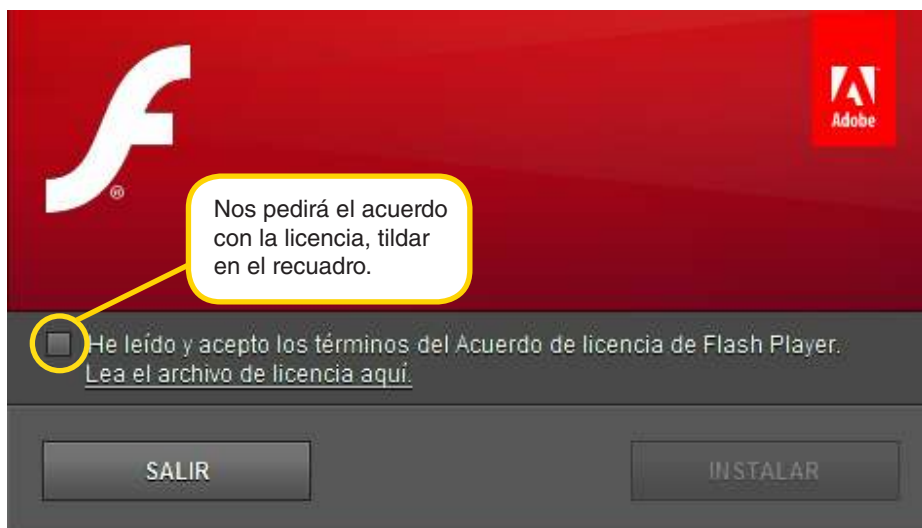 Adobe
®
Nos pedirá el acuerdo
con la licencia, tildar
en el recuadro.
He leído y acepto los términos del Acuerdo de licencia de Flash Player.
Lea el archivo de licencia aquí.
SALIR
INSTALAR